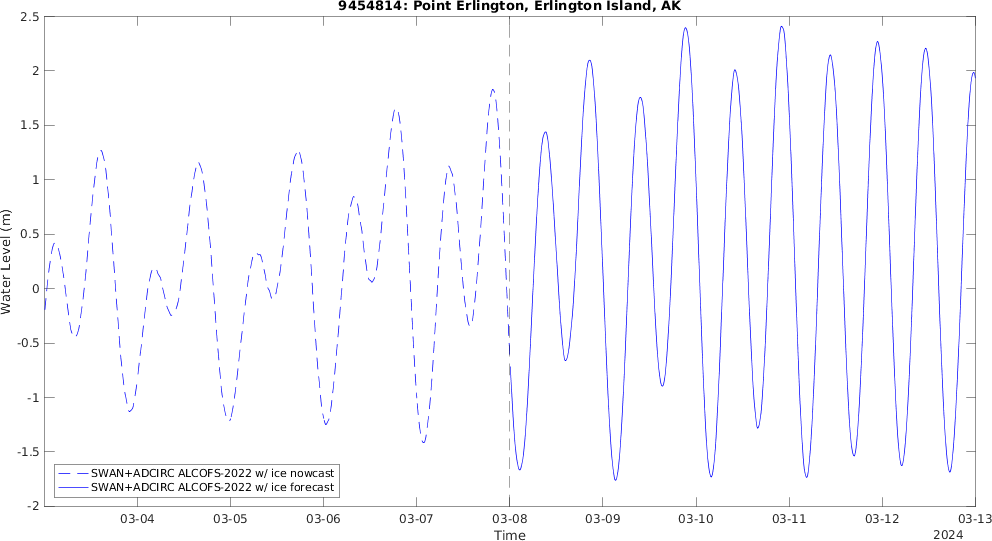 9454814: Point Erlington, Erlington Island, AK
Water Level (m)
2.5
2
1.5
1
0.5
0
-0.5
-1
-1.5
-2
SWAN+ADCIRC ALCOFS-2022 w/ ice nowcast
SWAN+ADCIRC ALCOFS-2022 w/ ice forecast
03-04 03-05 03-06 03-07 03-08 03-09 03-10 03-11 03-12 03-13
Time
2024